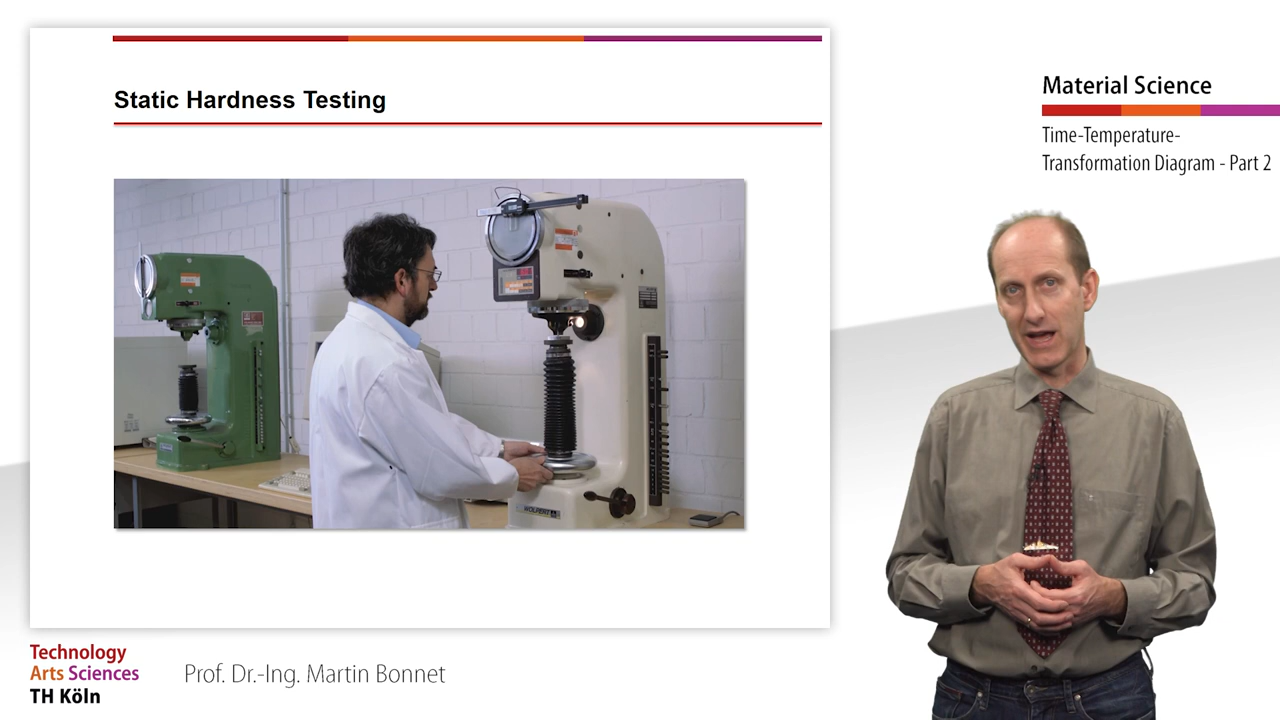 Static Hardness Testing
Material Science
Time-Temperature-
Transformation Diagram - Part 2
WOLPERT
Technology
Arts Sciences
TH Köln
Prof. Dr.-Ing. Martin Bonnet